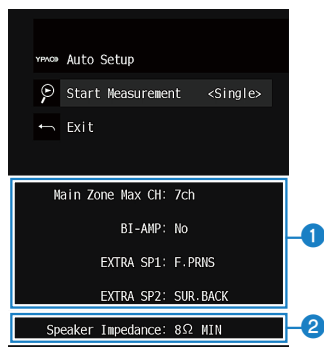 YPAO Auto Setup
Start Measurement <Single>
Exit
Main Zone Max CH: 7ch
BI-AMP: No
EXTRA SP1: F.PRNS
EXTRA SP2: SUR.BACK
1
Speaker Impedance: 8Ω MIN
2